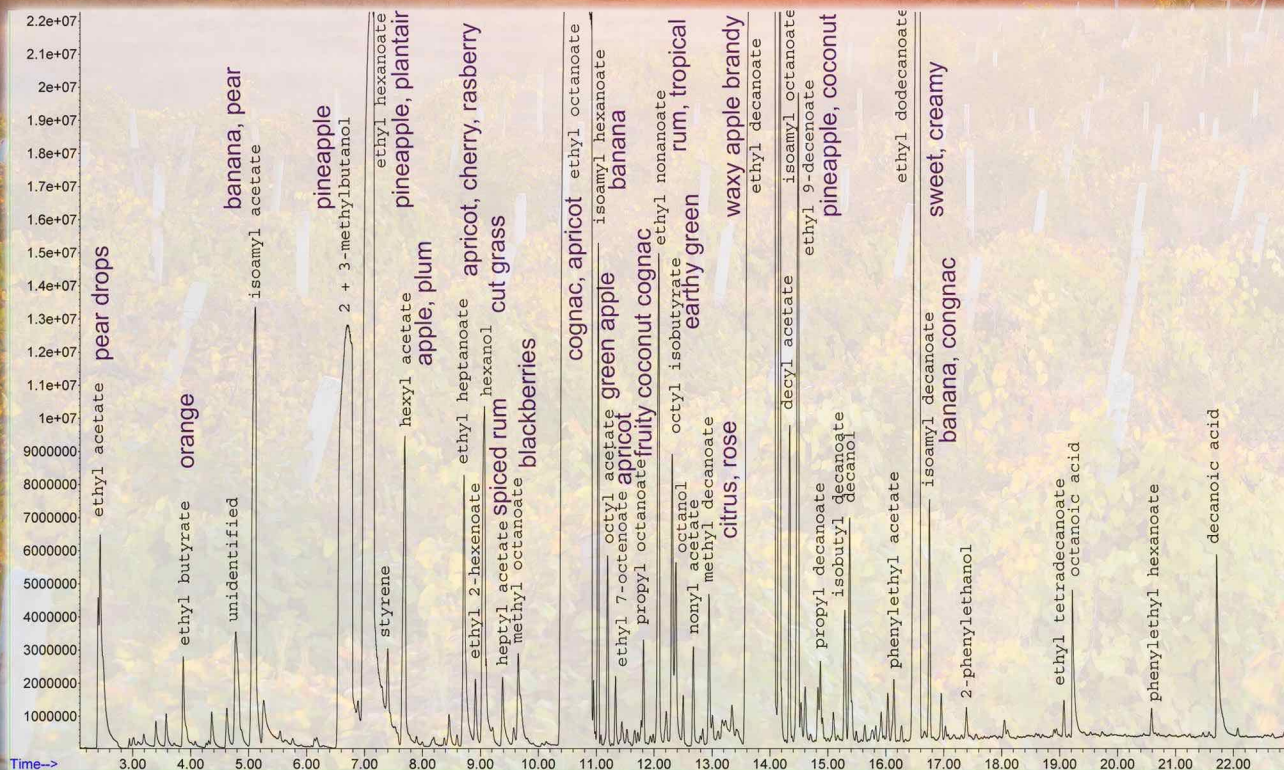 2.2e+07
2.1e+07
2e+07
1.9e+07
1.8e+07
1.7e+07
1.6e+07
1.5e+07
1.4e+07
1.3e+07
1.2e+07
1.1e+07
1e+07
9000000
8000000
7000000
6000000
5000000
4000000
3000000
2000000
1000000
ethyl acetate
pear drops
ethyl butyrate
orange
unidentified
isoamyl acetate
banana, pear
2 + 3-methylbutanol
pineapple
ethyl hexanoate
pineapple, plantair
styrene
hexyl acetate
apple, plum
ethyl heptanoate
apricot, cherry, rasberry
ethyl 2-hexenoate
hexanol
cut grass
heptyl acetate
spiced rum
methyl octanoate
blackberries
ethyl octanoate
cognac, apricot
isoamyl hexanoate
banana
octyl acetate
green apple
ethyl 7-octenoate
apricot
propyl octanoate
fruity coconut cognac
ethyl nonanoate
rum, tropical
octyl isobutyrate
earthy green
octanol
nonyl acetate
methyl decanoate
citrus, rose
ethyl decanoate
waxy apple brandy
decyl acetate
isoamyl octanoate
ethyl 9-decenoate
pineapple, coconut
propyl decanoate
isobutyl decanoate
decanol
phenylethyl acetate
ethyl dodecanoate
sweet, creamy
isoamyl decanoate
banana, congnac
2-phenylethanol
ethyl tetradecanoate
octanoic acid
phenylethyl hexanoate
decanoic acid
Time--> 3.00 4.00 5.00 6.00 7.00 8.00 9.00 10.00 11.00 12.00 13.00 14.00 15.00 16.00 17.00 18.00 19.00 20.00 21.00 22.00